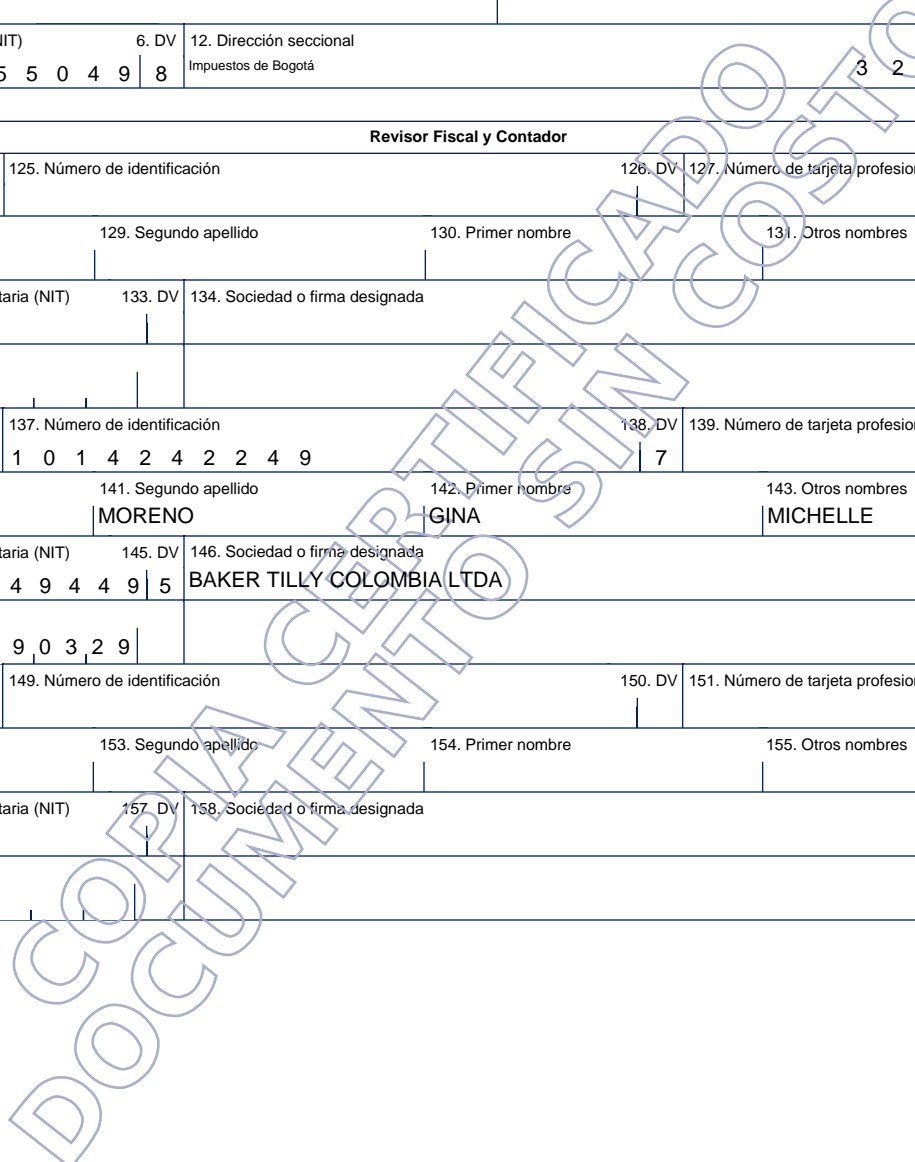 NIT) 6. DV 12. Dirección seccional
5 5 0 4 9 8 Impuestos de Bogotá 3 2
Revisor Fiscal y Contador
125. Número de identificación 126. DV 127. Número de tarjeta profesion
129. Segundo apellido 130. Primer nombre 131. Otros nombres
taria (NIT) 133. DV 134. Sociedad o firma designada
137. Número de identificación 138. DV 139. Número de tarjeta profesion
1 0 1 4 2 4 2 2 4 9 7
141. Segundo apellido 142. Primer nombre 143. Otros nombres
MORENO GINA MICHELLE
taria (NIT) 145. DV 146. Sociedad o firma designada
4 9 4 4 9 5 BAKER TILLY COLOMBIA LTDA
9 0 3 2 9
149. Número de identificación 150. DV 151. Número de tarjeta profesion
153. Segundo apellido 154. Primer nombre 155. Otros nombres
taria (NIT) 157. DV 158. Sociedad o firma designada
COPIA CERTIFICADO
DOCUMENTO SIN COSTO